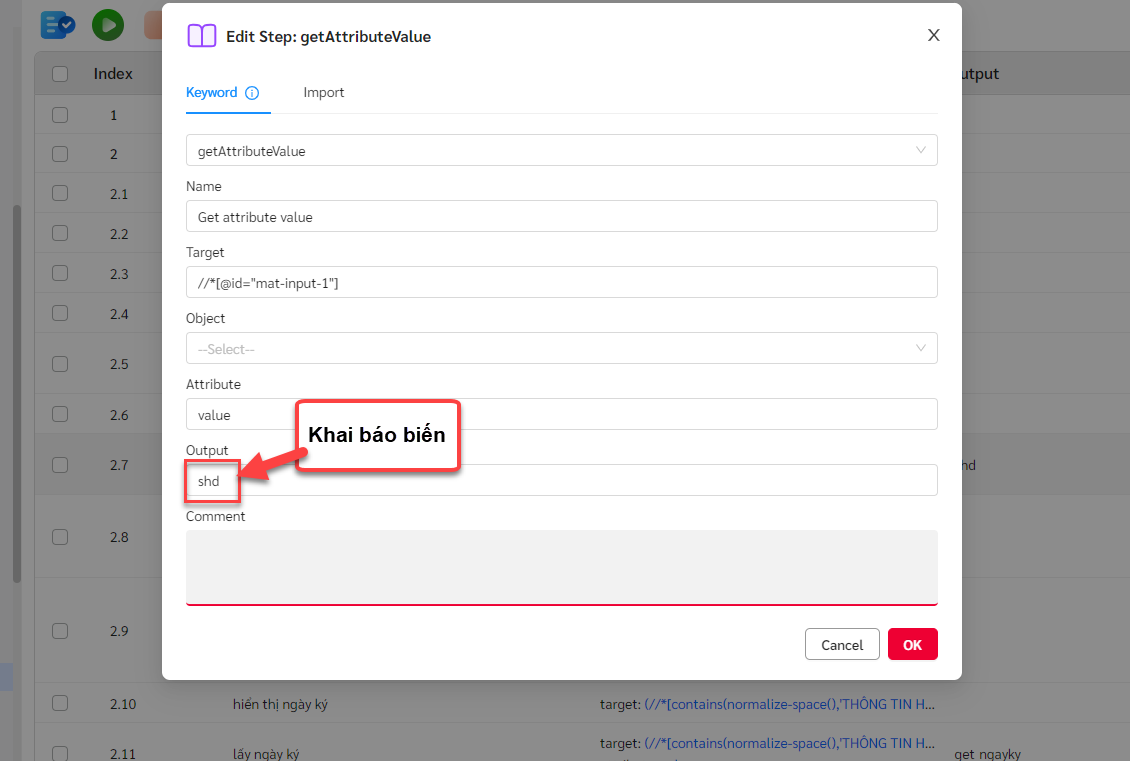 Edit Step: getAttributeValue
Index
utput
Keyword
Import
1
getAttributeValue
2
Name
2.1
Get attribute value
2.2
Target
2.3
//*[@id="mat-input-1"]
2.4
Object
--Select--
2.5
Attribute
value
2.6
Khai báo biến
Output
2.7
hd
shd
Comment
2.8
2.9
Cancel
OK
2.10
hiển thị ngày ký
target: (//*[contains(normalize-space(),'THÔNG TIN H...
target: (//*[contains(normalize-space(),'THÔNG TIN H...
2.11
lấy ngày ký
get_ngayky